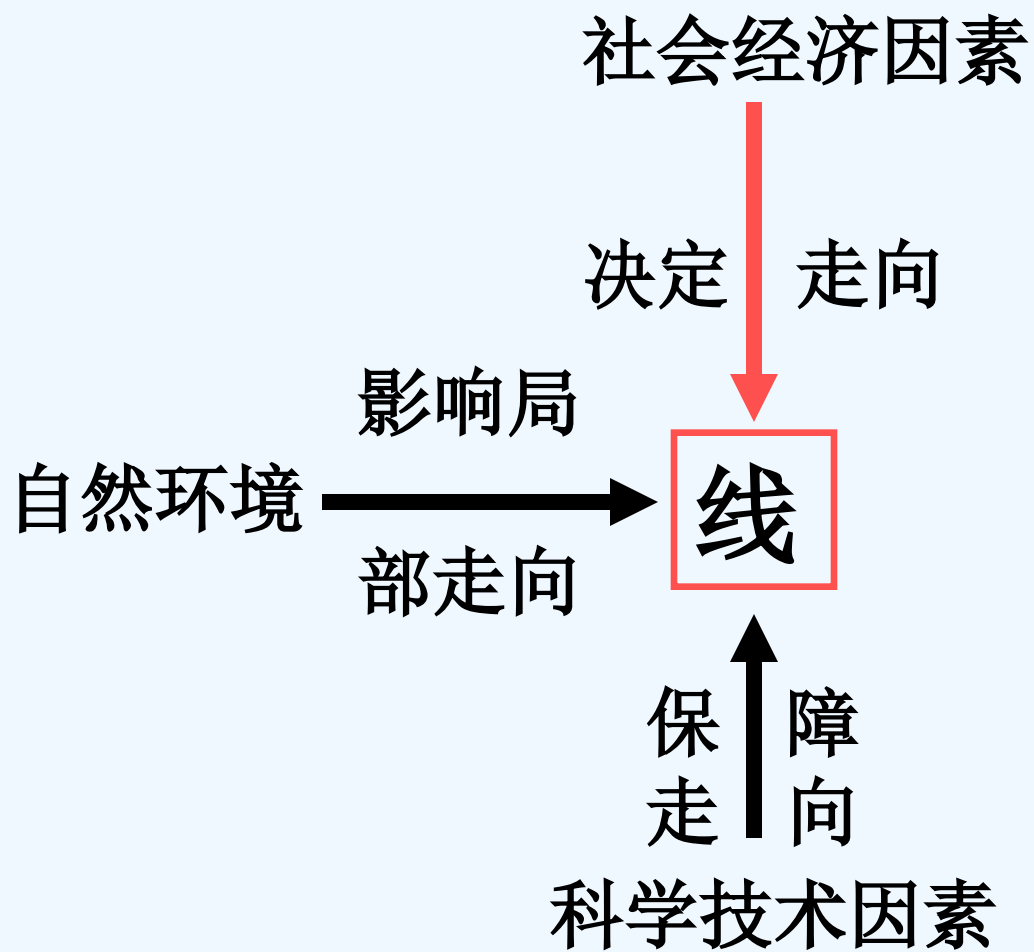 社会经济因素
决定 走向
影响局
自然环境
线
部走向
保 障
走 向
科学技术因素